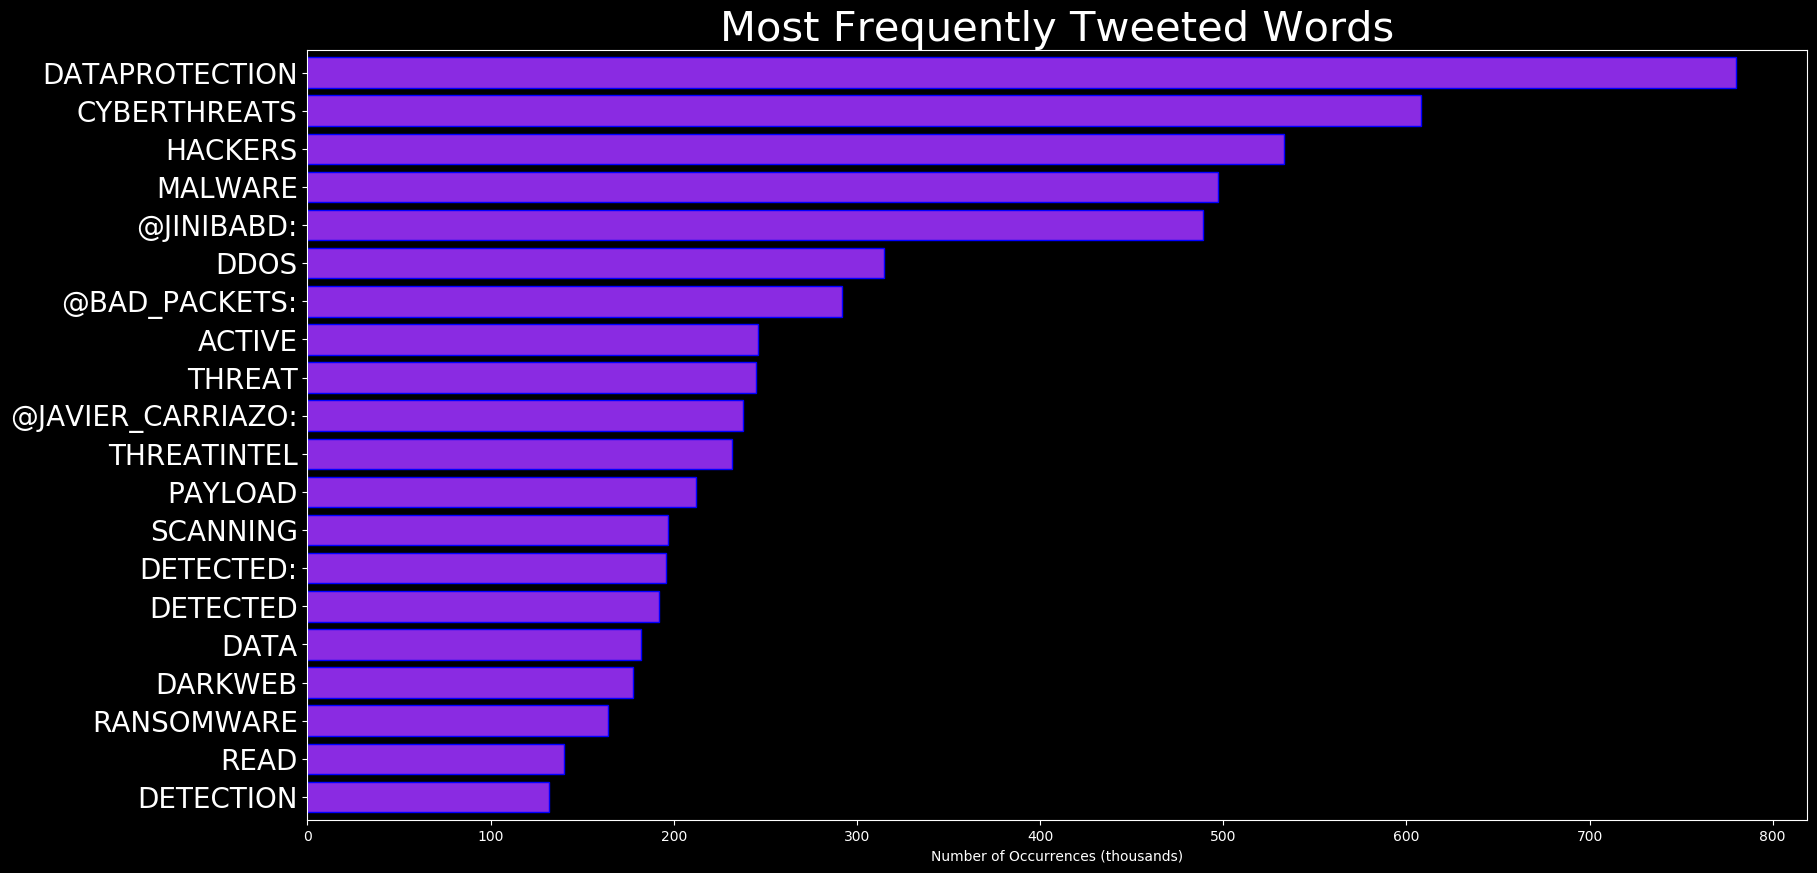 Most Frequently Tweeted Words
DATAPROTECTION
CYBERTHREATS
HACKERS
MALWARE
@JINIBABD:
DDOS
@BAD_PACKETS:
ACTIVE
THREAT
@JAVIER_CARRIAZO:
THREATINTEL
PAYLOAD
SCANNING
DETECTED:
DETECTED
DATA
DARKWEB
RANSOMWARE
READ
DETECTION
0 100 200 300 400 500 600 700 800
Number of Occurrences (thousands)